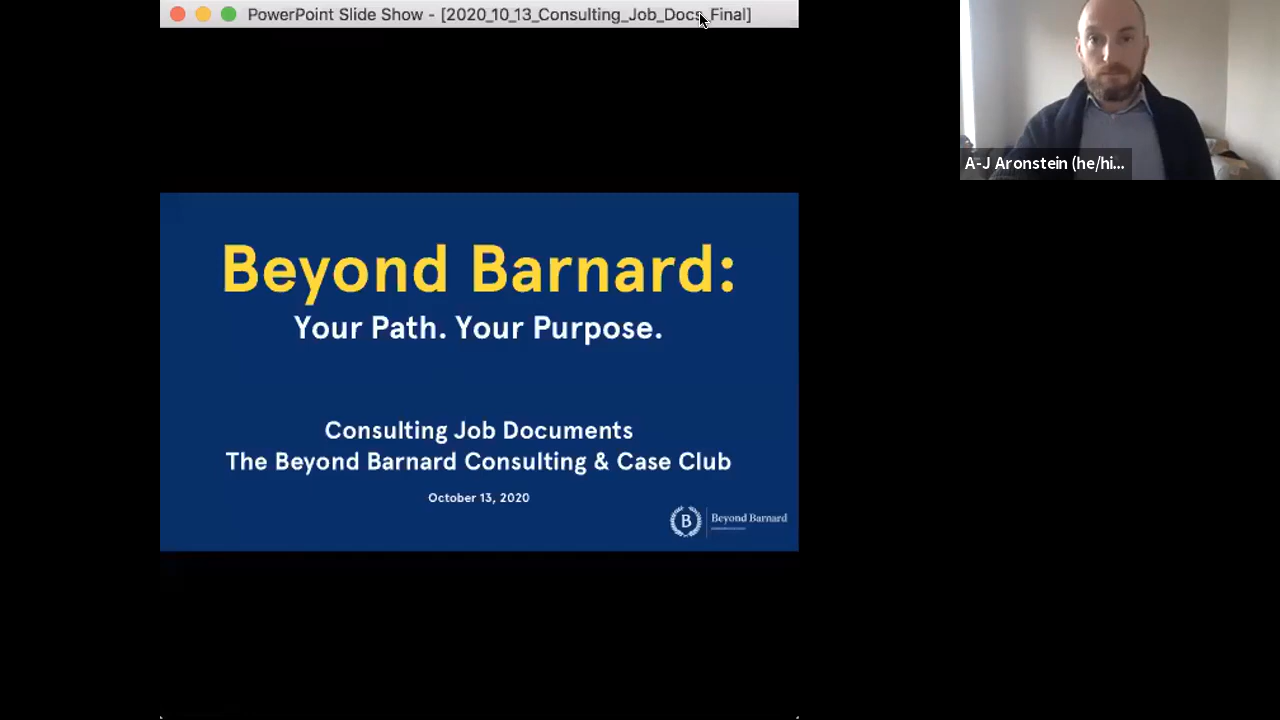 PowerPoint Slide Show - [2020_10_13_Consulting_Job_Docs_Final]
A-J Aronstein (he/hi...
Beyond Barnard:
Your Path. Your Purpose.
Consulting Job Documents
The Beyond Barnard Consulting & Case Club
October 13, 2020
B
Beyond Barnard